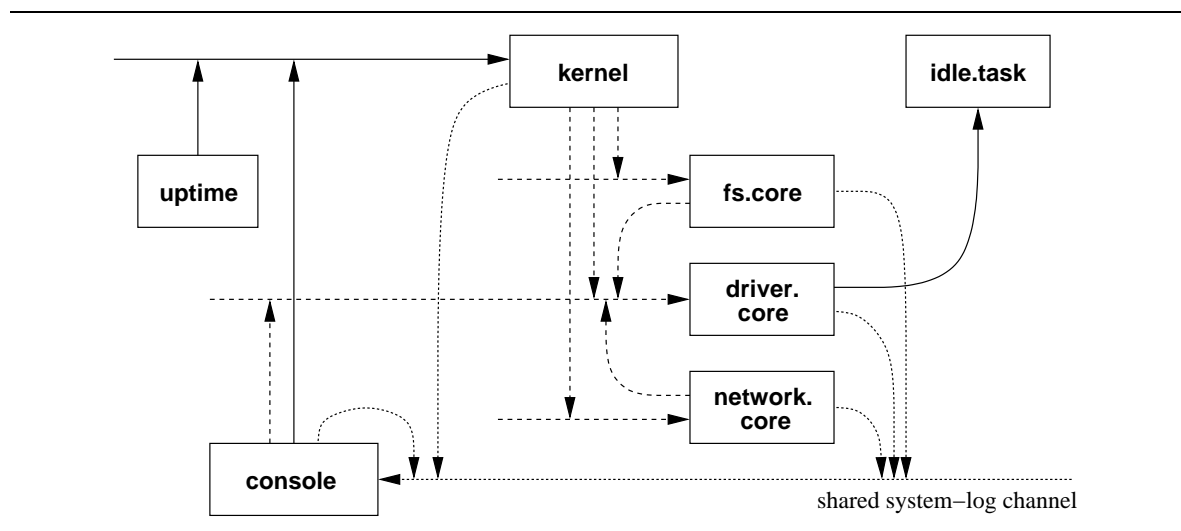 kernel
idle.task
uptime
fs.core
driver.
core
network.
core
console
shared system−log channel